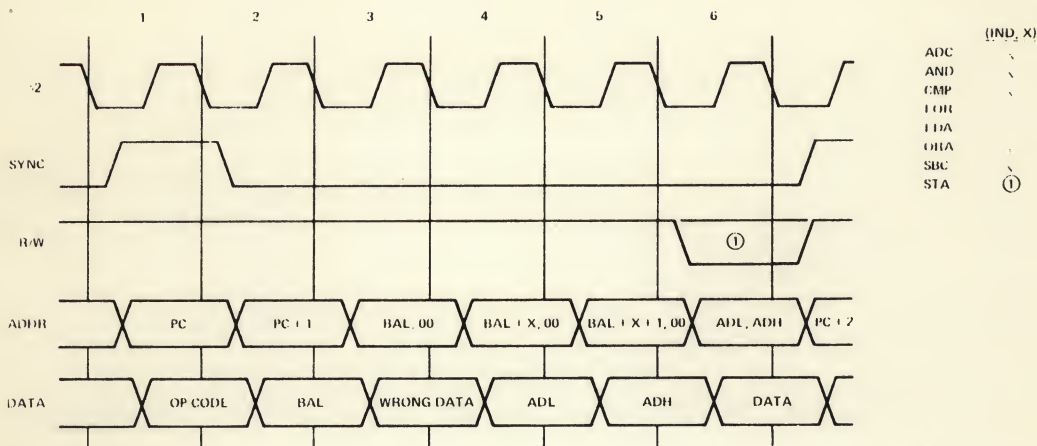 1 2 3 4 5 6
(IND, X)
ADC
AND
CMP
ORA
SBC
STA ①
SYNC
R/W
①
ADDR PC PC + 1 BAL, 00 BAL + X, 00 BAL + X + 1, 00 ADL, ADH PC + 2
DATA OP CODE BAL WRONG DATA ADL ADH DATA